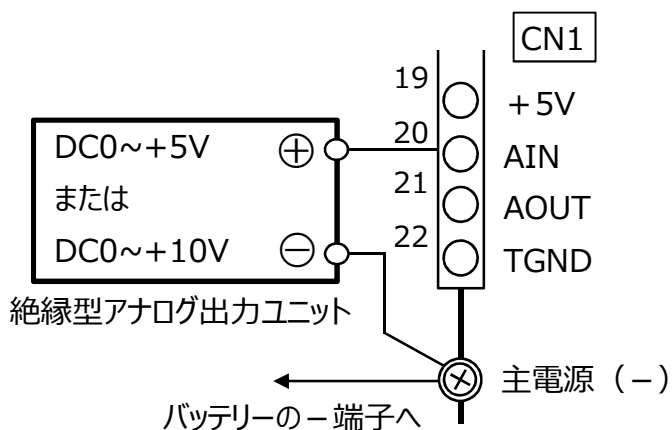 CN1
19
+5V
20
AIN
21
AOUT
22
TGND
DC0~+5V ⊕
または
DC0~+10V ⊖
絶縁型アナログ出力ユニット
主電源（−）
バッテリーの−端子へ